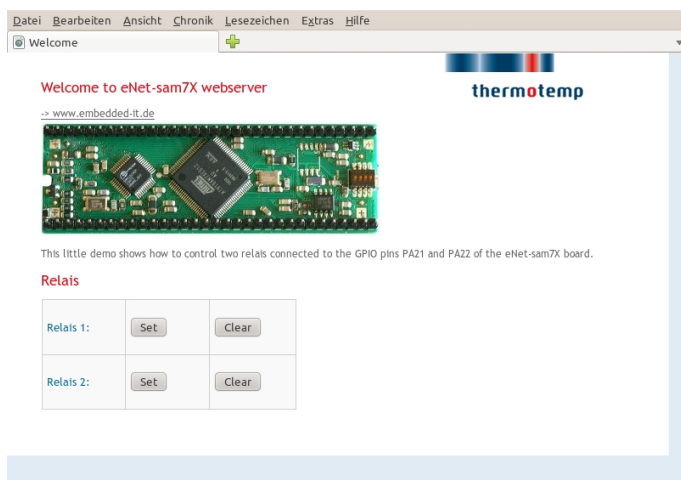 Datei Bearbeiten Ansicht Chronik Lesezeichen Extras Hilfe
Welcome
Welcome to eNet-sam7X webserver
thermotemp
-> www.embedded-it.de
This little demo shows how to control two relais connected to the GPIO pins PA21 and PA22 of the eNet-sam7X board.
Relais
Relais 1: Set Clear
Relais 2: Set Clear